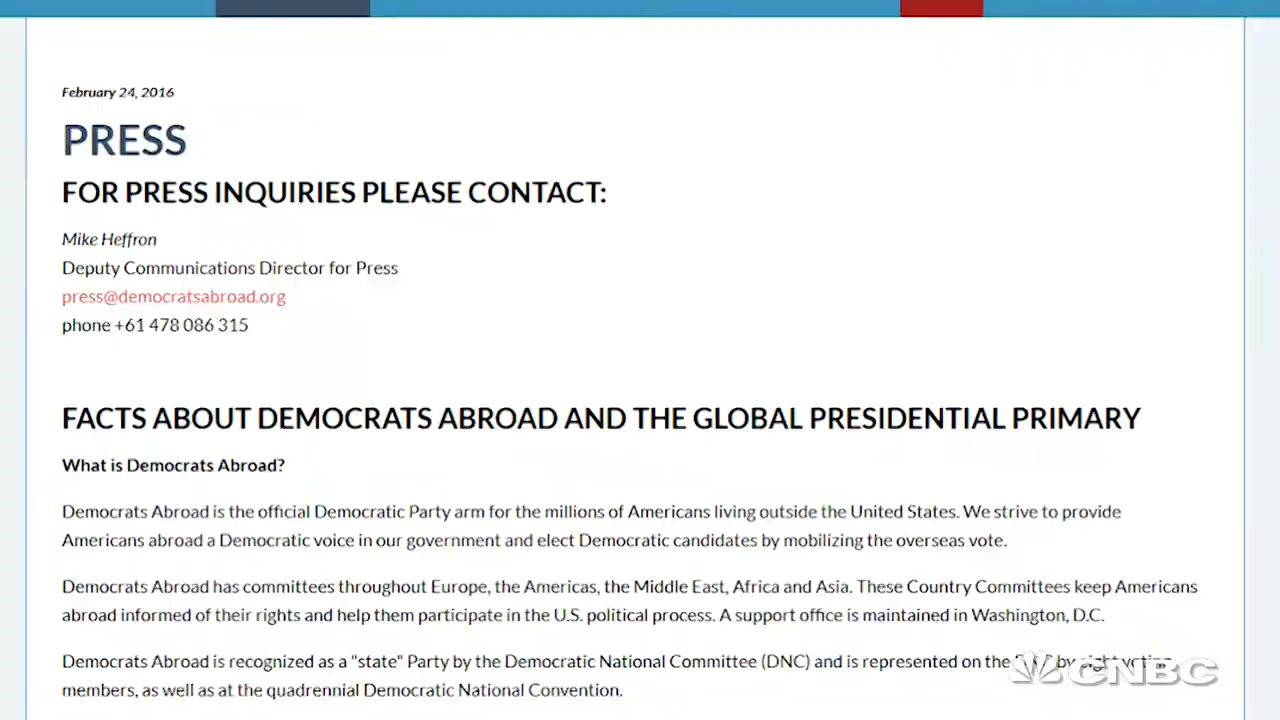 February 24, 2016
PRESS
FOR PRESS INQUIRIES PLEASE CONTACT:
Mike Heffron
Deputy Communications Director for Press
press@democratsabroad.org
phone +61 478 086 315
FACTS ABOUT DEMOCRATS ABROAD AND THE GLOBAL PRESIDENTIAL PRIMARY
What is Democrats Abroad?
Democrats Abroad is the official Democratic Party arm for the millions of Americans living outside the United States. We strive to provide
Americans abroad a Democratic voice in our government and elect Democratic candidates by mobilizing the overseas vote.
Democrats Abroad has committees throughout Europe, the Americas, the Middle East, Africa and Asia. These Country Committees keep Americans
abroad informed of their rights and help them participate in the U.S. political process. A support office is maintained in Washington, D.C.
Democrats Abroad is recognized as a "state" Party by the Democratic National Committee (DNC) and is represented on the by eight voting
members, as well as at the quadrennial Democratic National Convention.
CNBC